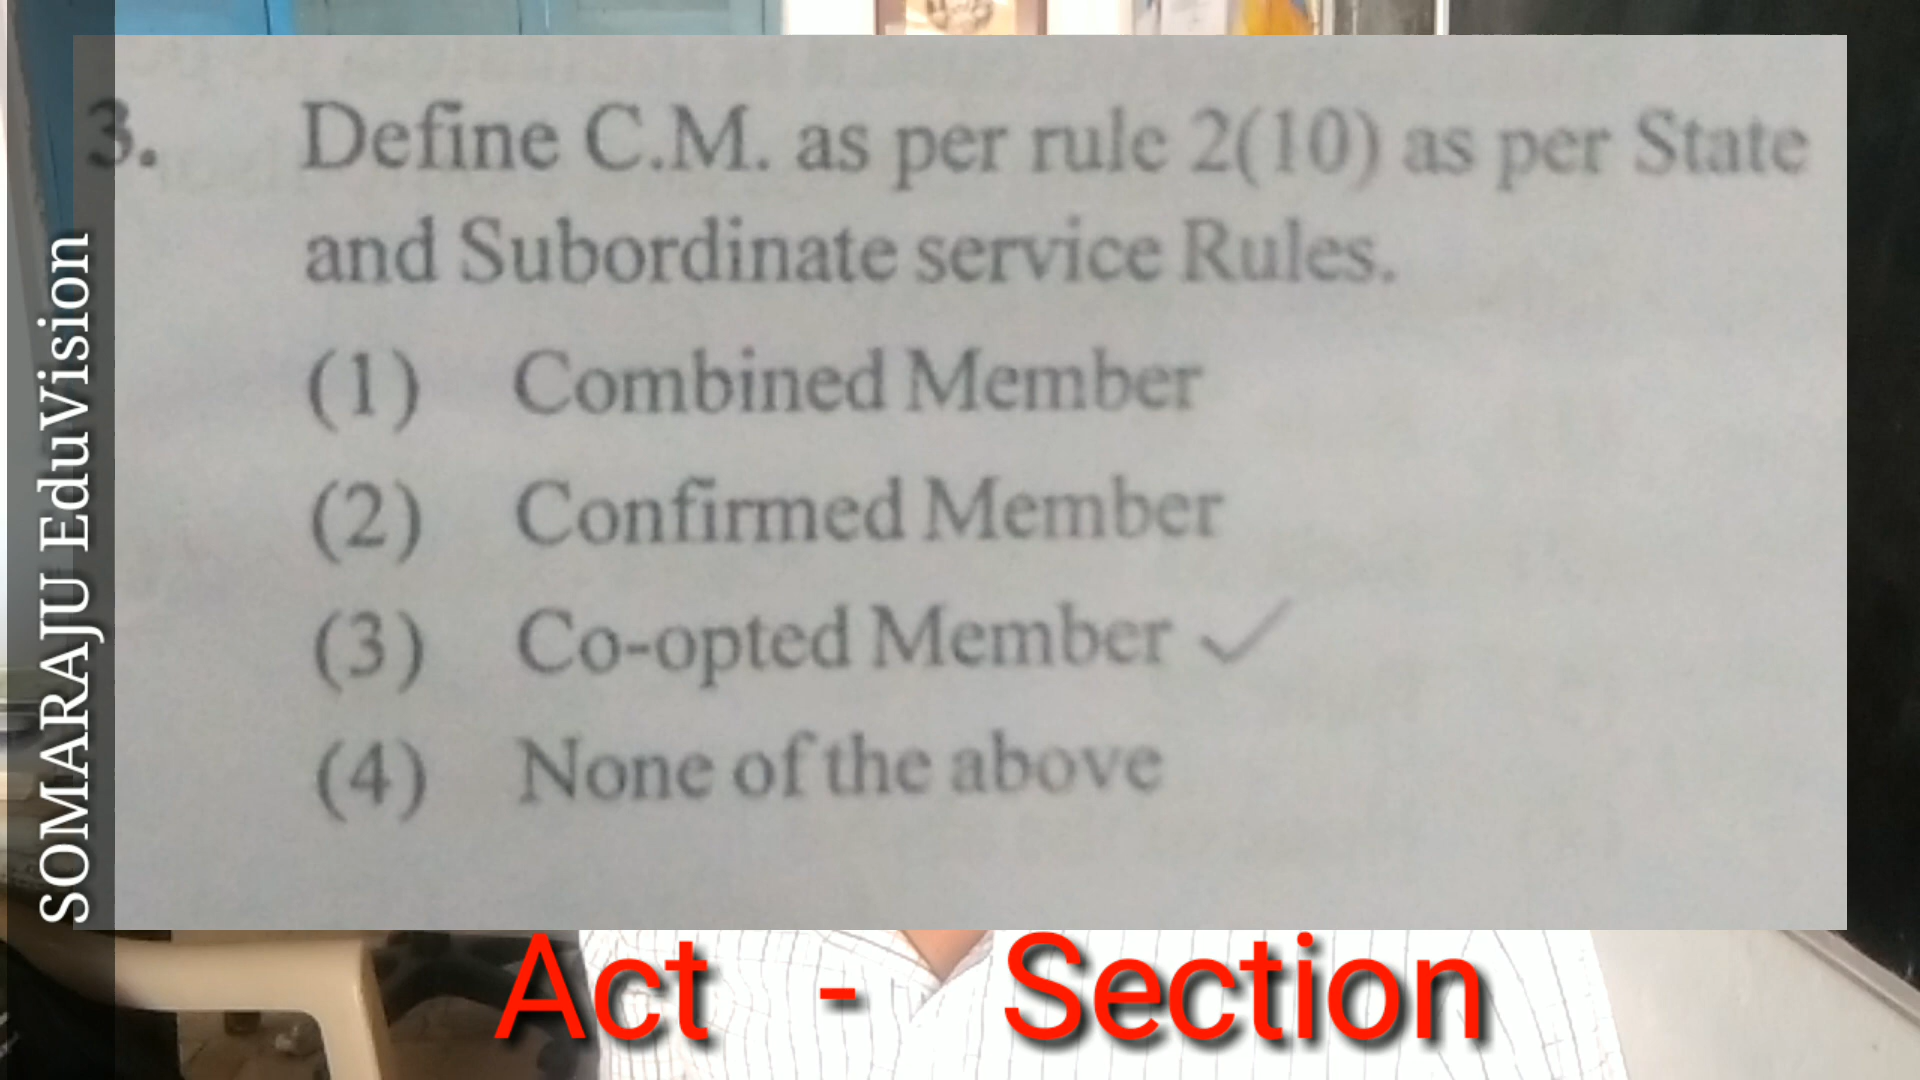 3. Define C.M. as per rule 2(10) as per State
and Subordinate service Rules.
(1) Combined Member
(2) Confirmed Member
(3) Co-opted Member
(4) None of the above
SOMARAJU EduVision
Act - Section